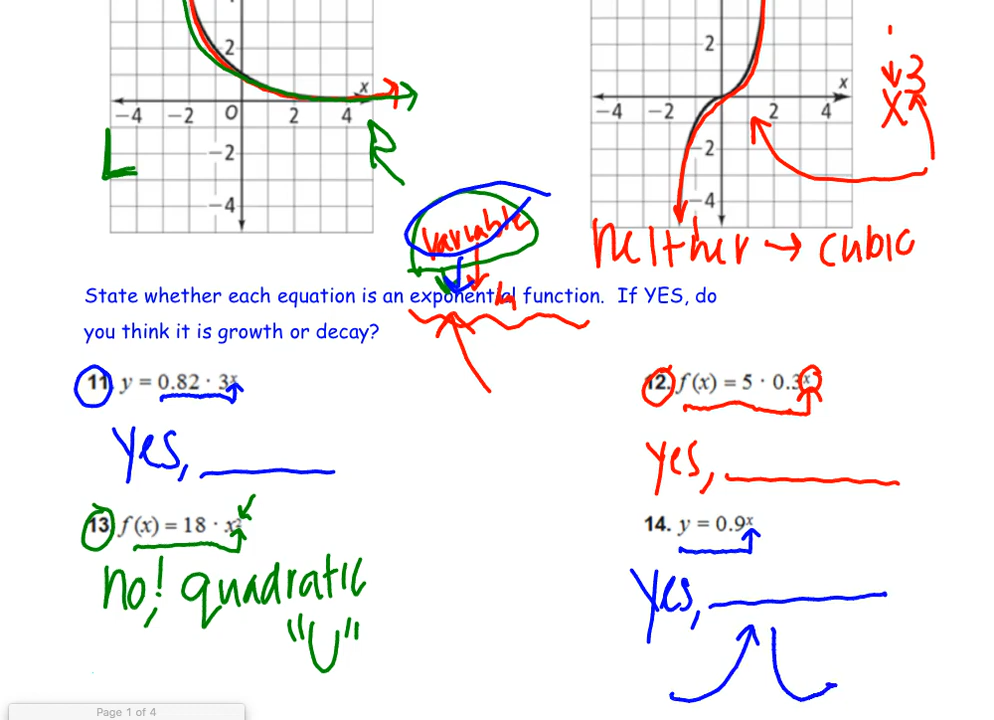 2
x
-4 -2 O 2 4
L R
-2
-4
2
x
-4 -2 2 4
-2
-4
x3
variable
in
neither → cubic
State whether each equation is an exponential function. If YES, do
you think it is growth or decay?
11. y = 0.82 · 3ˣ
12. f(x) = 5 · 0.3ˣ
yes,
yes,
13. f(x) = 18 · x²
14. y = 0.9ˣ
no! quadratic
"U"
yes,
Page 1 of 4